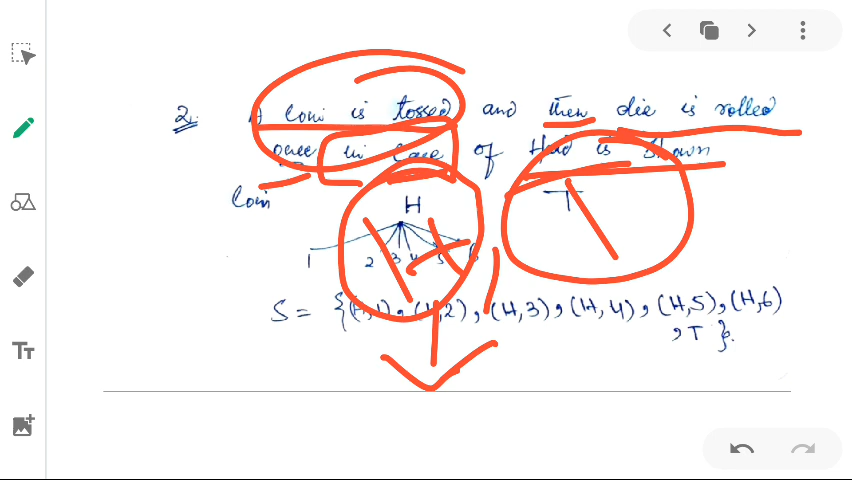 2. A Coin is tossed and then die is rolled
once in case of Head is shown
Coin H T
1 2 3 4 5 6
S = {(H,1), (H,2), (H,3), (H,4), (H,5), (H,6)
, T }.
Tт